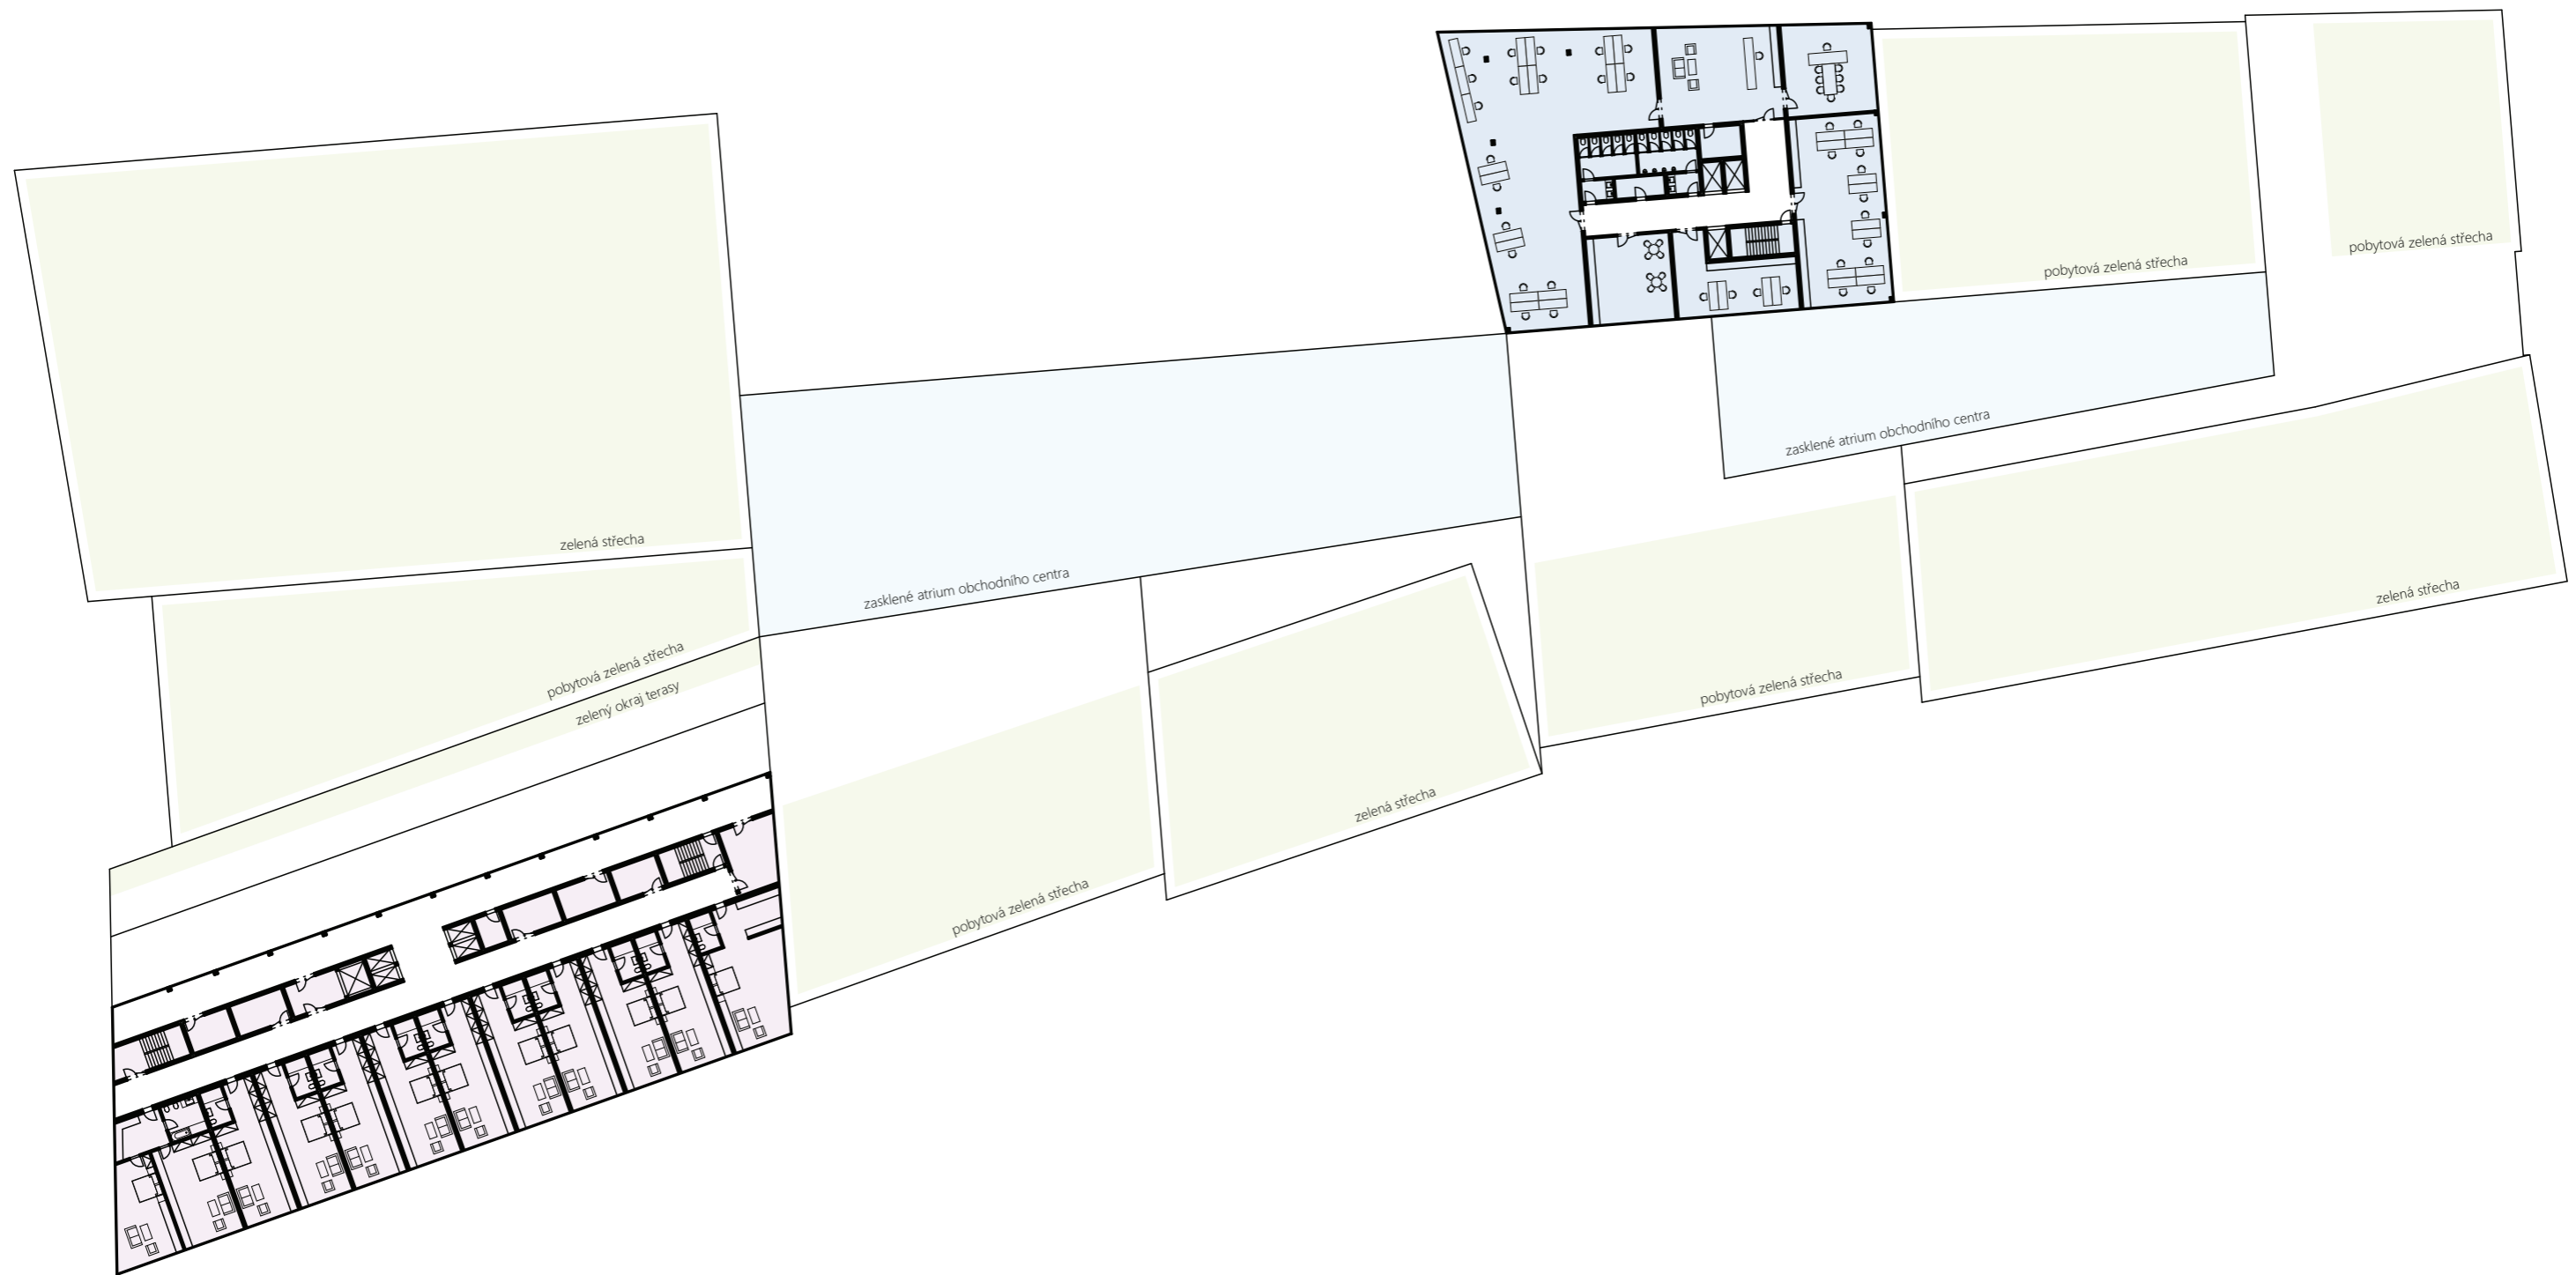 pobytová zelená střecha
pobytová zelená střecha
zasklené atrium obchodního centra
zelená střecha
zasklené atrium obchodního centra
zelená střecha
pobytová zelená střecha
pobytová zelená střecha
zelený okraj terasy
zelená střecha
pobytová zelená střecha